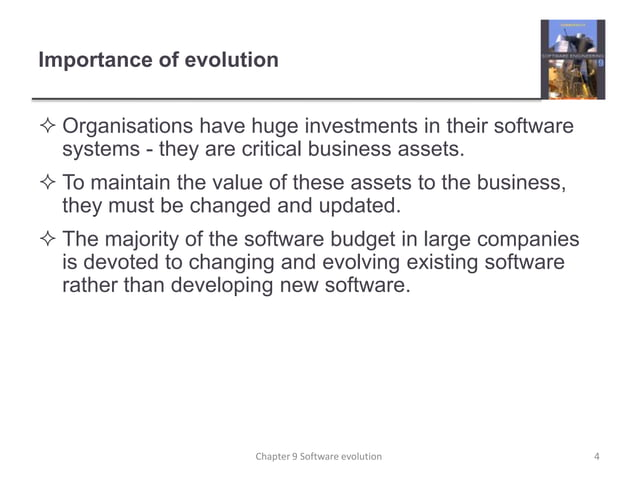 Importance of evolution
SOFTWARE ENGINEERING
9
✧ Organisations have huge investments in their software
systems - they are critical business assets.
✧ To maintain the value of these assets to the business,
they must be changed and updated.
✧ The majority of the software budget in large companies
is devoted to changing and evolving existing software
rather than developing new software.
Chapter 9 Software evolution
4